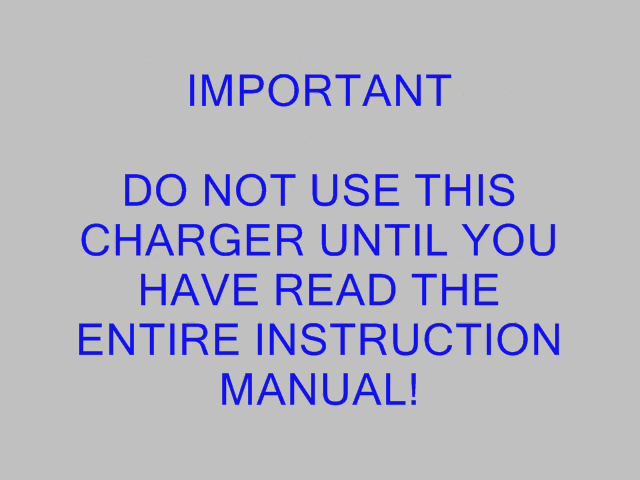 IMPORTANT
DO NOT USE THIS
CHARGER UNTIL YOU
HAVE READ THE
ENTIRE INSTRUCTION
MANUAL!